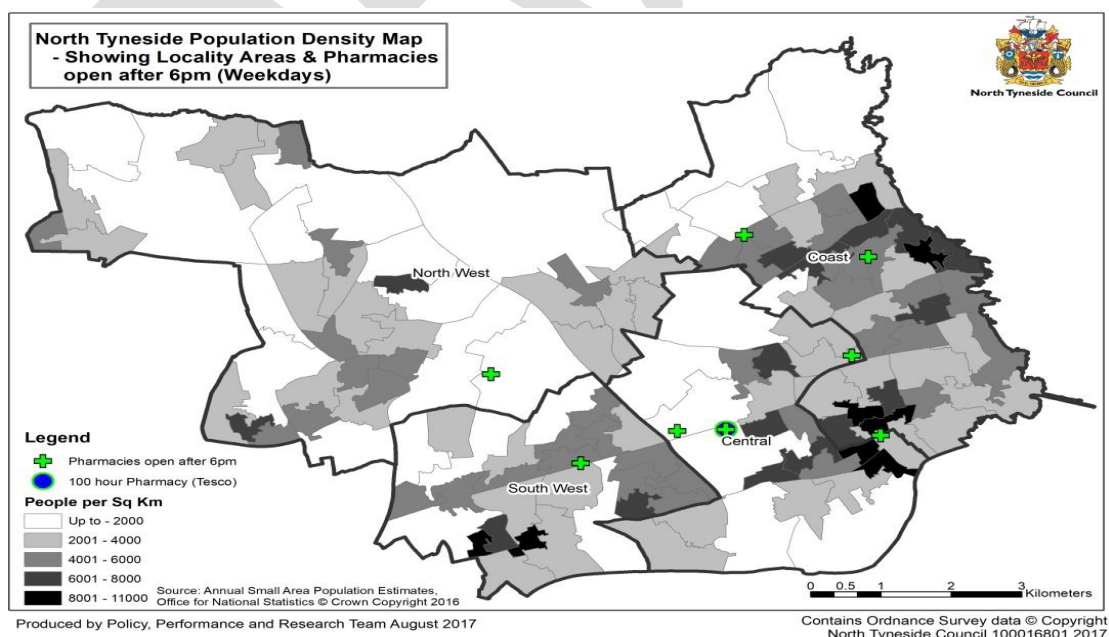 North Tyneside Population Density Map
- Showing Locality Areas & Pharmacies
open after 6pm (Weekdays)
North Tyneside Council
North West
Coast
Central
South West
Legend
Pharmacies open after 6pm
100 hour Pharmacy (Tesco)
People per Sq Km
Up to - 2000
2001 - 4000
4001 - 6000
6001 - 8000
8001 - 11000
Source: Annual Small Area Population Estimates,
Office for National Statistics © Crown Copyright 2016
0 0.5 1 2 3
Kilometers
Produced by Policy, Performance and Research Team August 2017
Contains Ordnance Survey data © Copyright
North Tyneside Council 100016801 2017